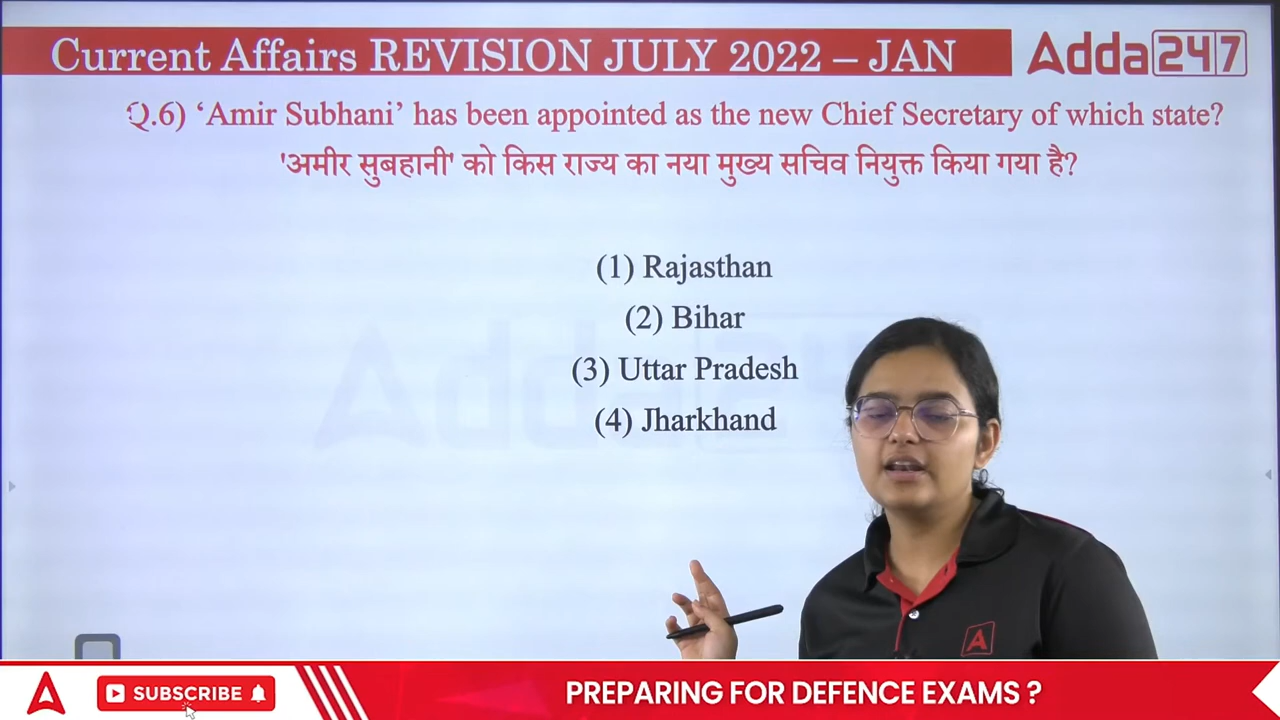 Current Affairs REVISION JULY 2022 – JAN
Adda247
Q.6) ‘Amir Subhani’ has been appointed as the new Chief Secretary of which state?
'अमीर सुबहानी' को किस राज्य का नया मुख्य सचिव नियुक्त किया गया है?
(1) Rajasthan
(2) Bihar
(3) Uttar Pradesh
(4) Jharkhand
Adda247
A
SUBSCRIBE
PREPARING FOR DEFENCE EXAMS ?